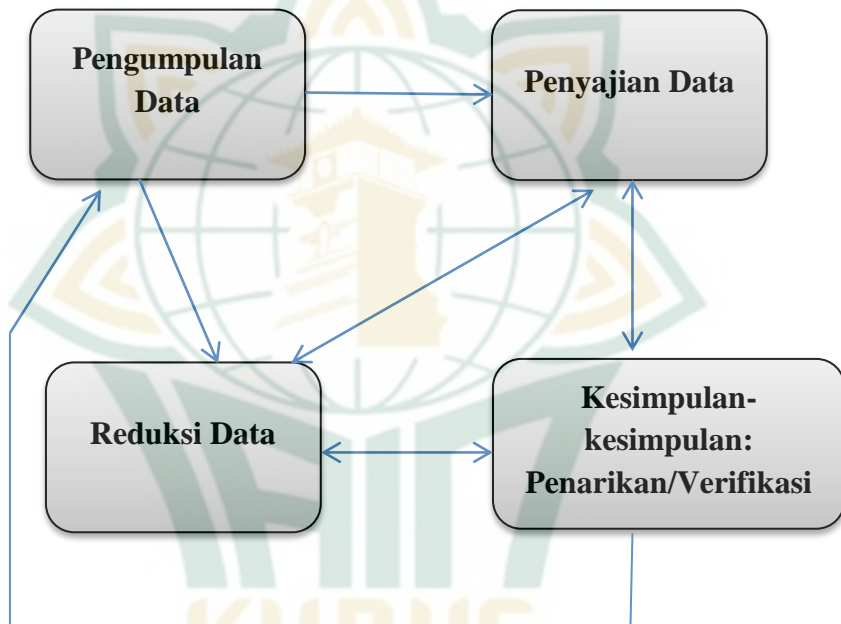 Pengumpulan
Data
Penyajian Data
Reduksi Data
Kesimpulan-
kesimpulan:
Penarikan/Verifikasi